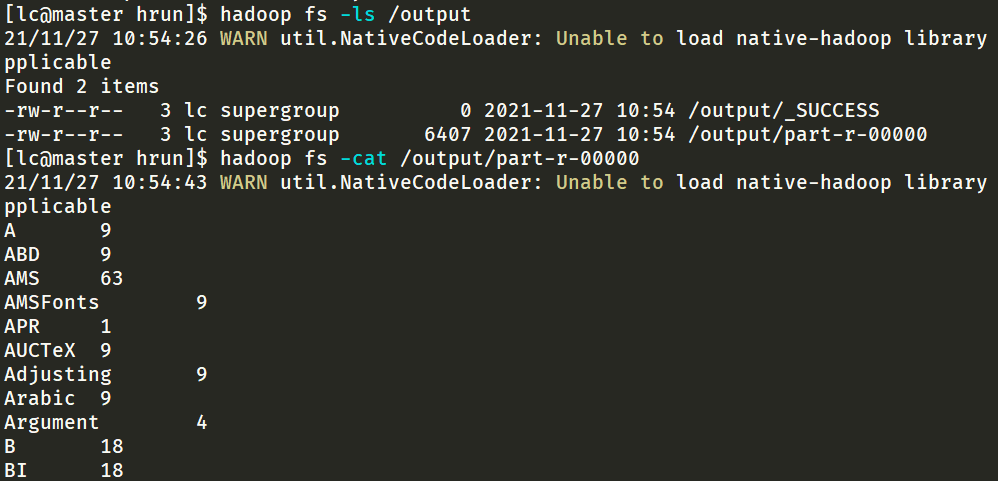 [lc@master hrun]$ hadoop fs -ls /output
21/11/27 10:54:26 WARN util.NativeCodeLoader: Unable to load native-hadoop library
pplicable
Found 2 items
-rw-r--r--   3 lc supergroup          0 2021-11-27 10:54 /output/_SUCCESS
-rw-r--r--   3 lc supergroup       6407 2021-11-27 10:54 /output/part-r-00000
[lc@master hrun]$ hadoop fs -cat /output/part-r-00000
21/11/27 10:54:43 WARN util.NativeCodeLoader: Unable to load native-hadoop library
pplicable
A       9
ABD     9
AMS     63
AMSFonts        9
APR     1
AUCTeX  9
Adjusting       9
Arabic  9
Argument        4
B       18
BI      18